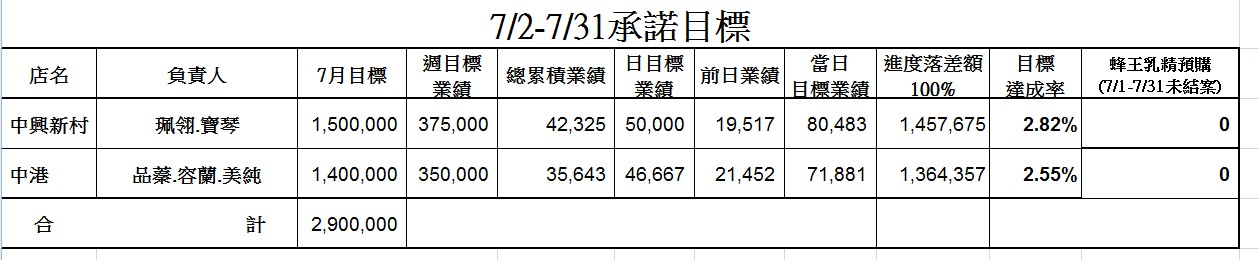 7/2-7/31承諾目標
店名 負責人 7月目標 週目標業績 總累積業績 日目標業績 前日業績 當日目標業績 進度落差額100% 目標達成率 蜂王乳精預購(7/1-7/31未結案)
中興新村 珮翎.寶琴 1,500,000 375,000 42,325 50,000 19,517 80,483 1,457,675 2.82% 0
中港 品蓁.容蘭.美純 1,400,000 350,000 35,643 46,667 21,452 71,881 1,364,357 2.55% 0
合計 2,900,000